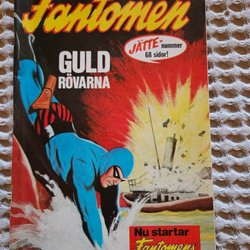 Fantomen
JÄTTE-nummer
68 sidor!
GULD
RÖVARNA
Nu startar
Fantomens